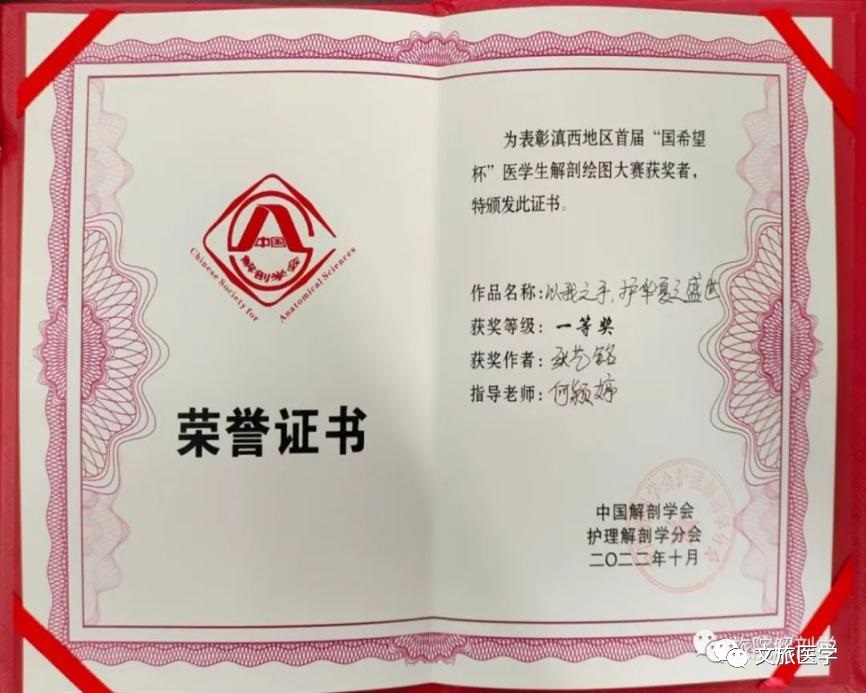 中国
解剖学会
Chinese Society for
Anatomical Sciences
荣誉证书
为表彰滇西地区首届“国希望
杯”医学生解剖绘图大赛获奖者，
特颁发此证书。
作品名称：以我之手，护华夏之盛世
获奖等级：一等奖
获奖作者：艺铭
指导老师：何颖婷
中国解剖学会
护理解剖学分会
二〇二二年十月
文旅医学